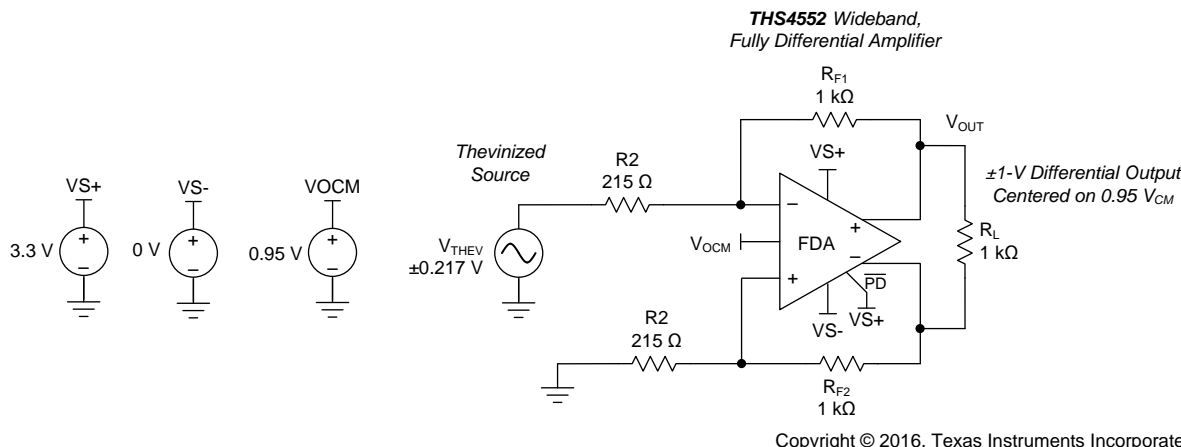 THS4552 Wideband,
Fully Differential Amplifier
RF1
1 kΩ
VOUT
Thevinized
Source
R2
215 Ω
VS+
±1-V Differential Output
Centered on 0.95 VCM
VS+
VS-
VOCM
3.3 V
+
−
0 V
+
−
0.95 V
+
−
VTHEV
±0.217 V
VOCM
−
+
FDA
+
−
RL
1 kΩ
PD
VS-
VS+
R2
215 Ω
RF2
1 kΩ
Copyright © 2016, Texas Instruments Incorporate